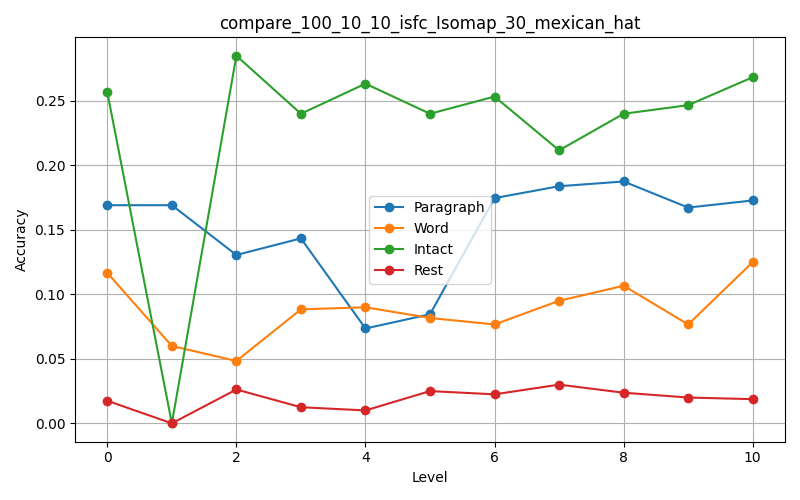 compare_100_10_10_isfc_Isomap_30_mexican_hat
Accuracy
0.25
0.20
0.15
0.10
0.05
0.00
Paragraph
Word
Intact
Rest
0 2 4 6 8 10
Level